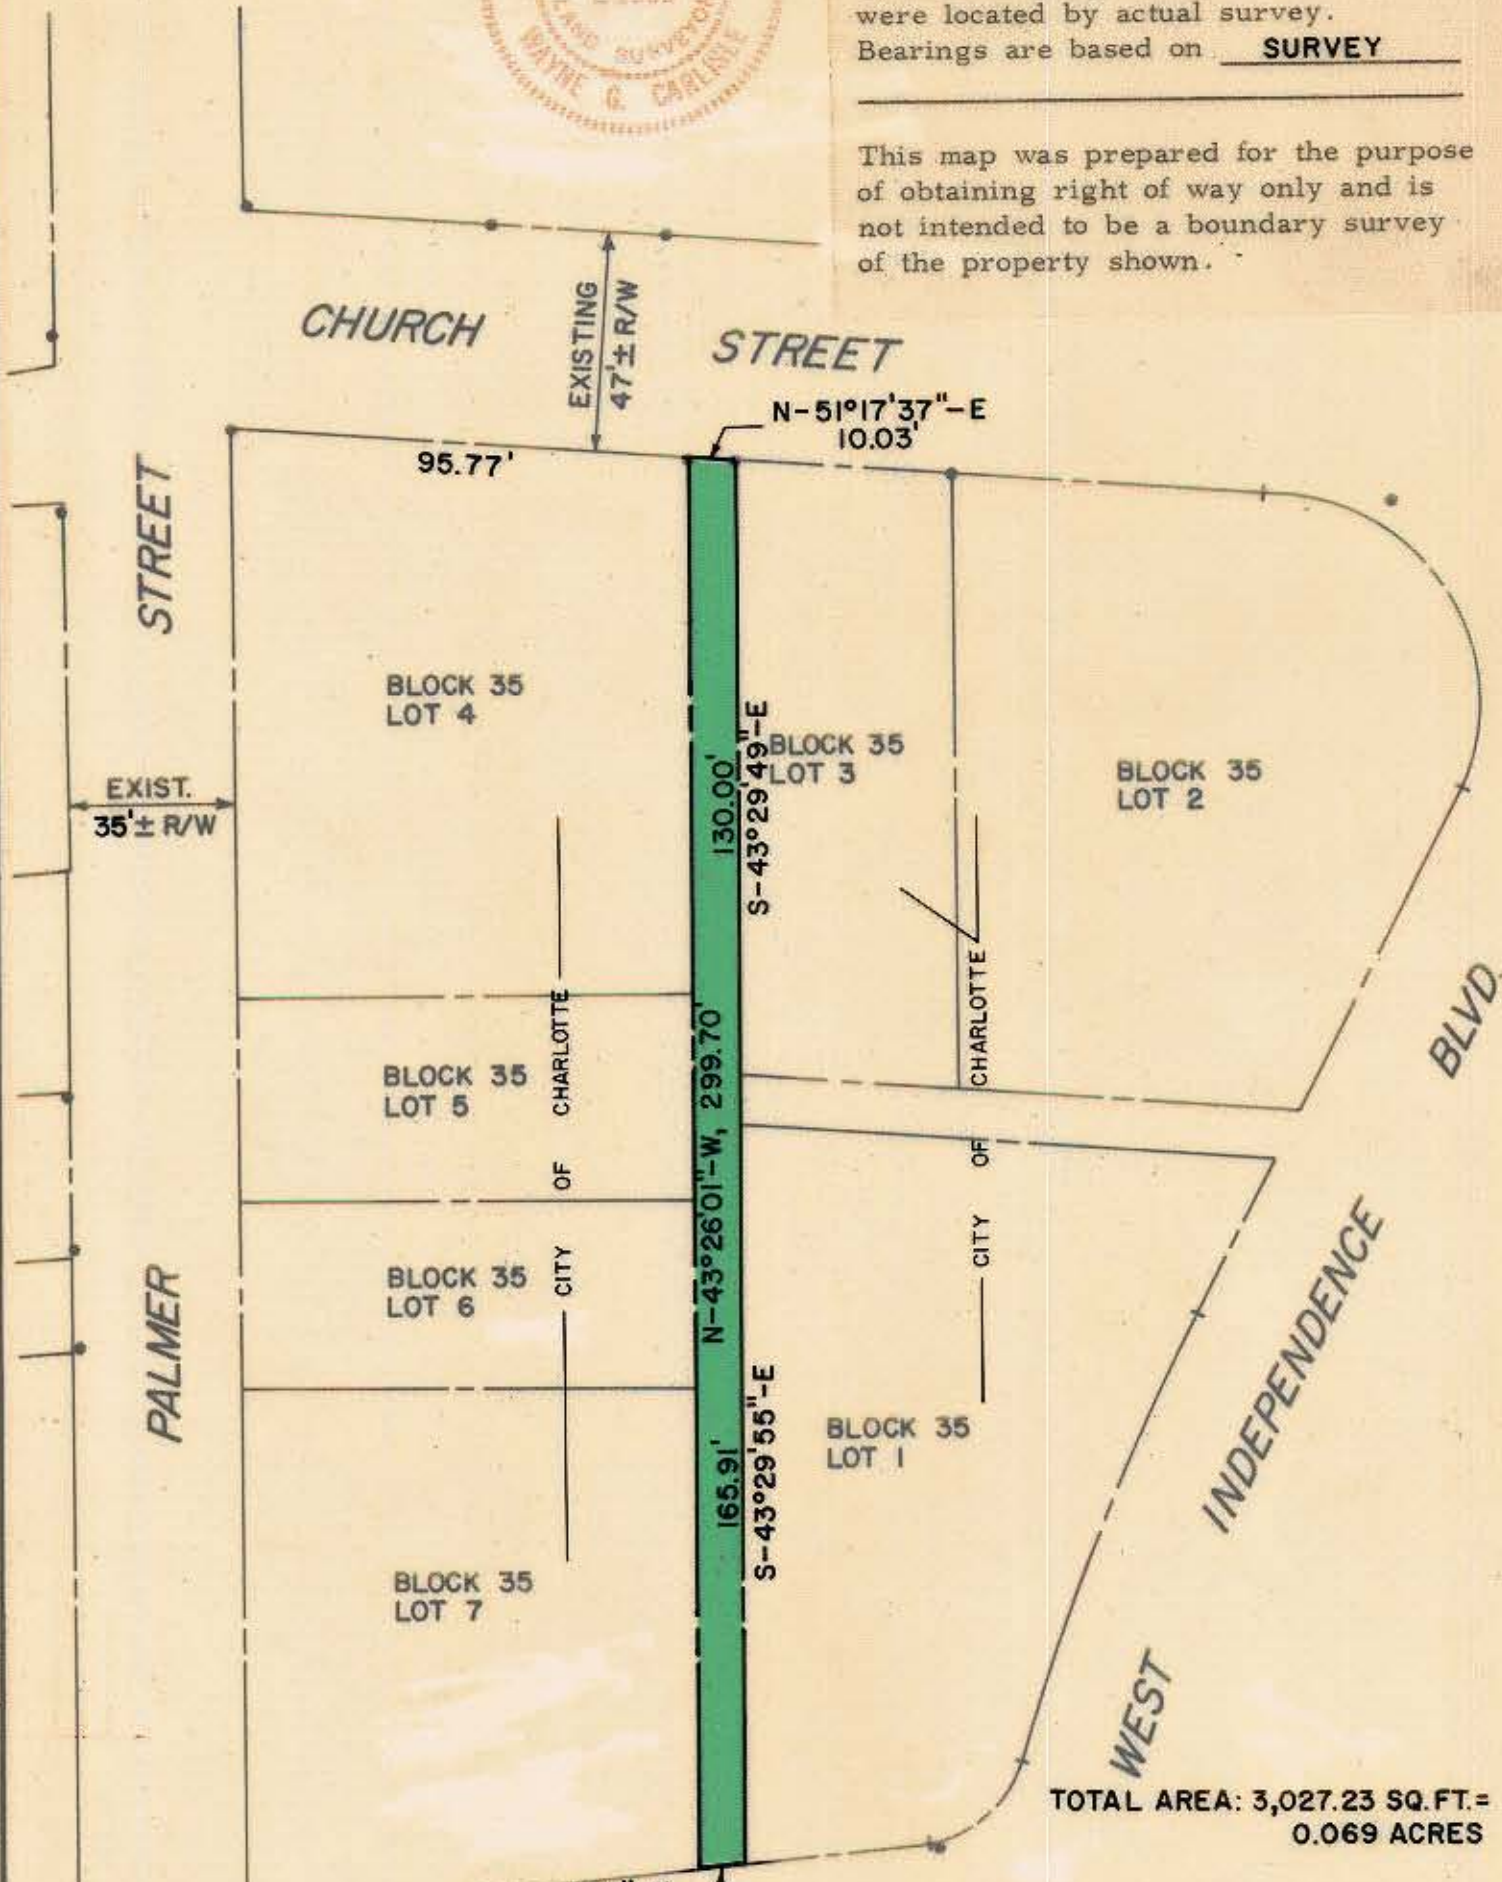 LAND SURVEYOR
WAYNE G. CARLISLE
were located by actual survey.
Bearings are based on SURVEY
This map was prepared for the purpose
of obtaining right of way only and is
not intended to be a boundary survey
of the property shown.
CHURCH STREET
EXISTING
47'± R/W
N-51°17'37"-E
10.03'
95.77'
PALMER STREET
EXIST.
35'± R/W
BLOCK 35
LOT 4
BLOCK 35
LOT 3
BLOCK 35
LOT 2
130.00'
S-43°29'49"-E
BLOCK 35
LOT 5
BLOCK 35
LOT 6
CITY OF CHARLOTTE
N-43°26'01"-W, 299.70'
CITY OF CHARLOTTE
165.91'
S-43°29'55"-E
BLOCK 35
LOT 1
BLOCK 35
LOT 7
WEST INDEPENDENCE BLVD.
TOTAL AREA: 3,027.23 SQ.FT.=
0.069 ACRES